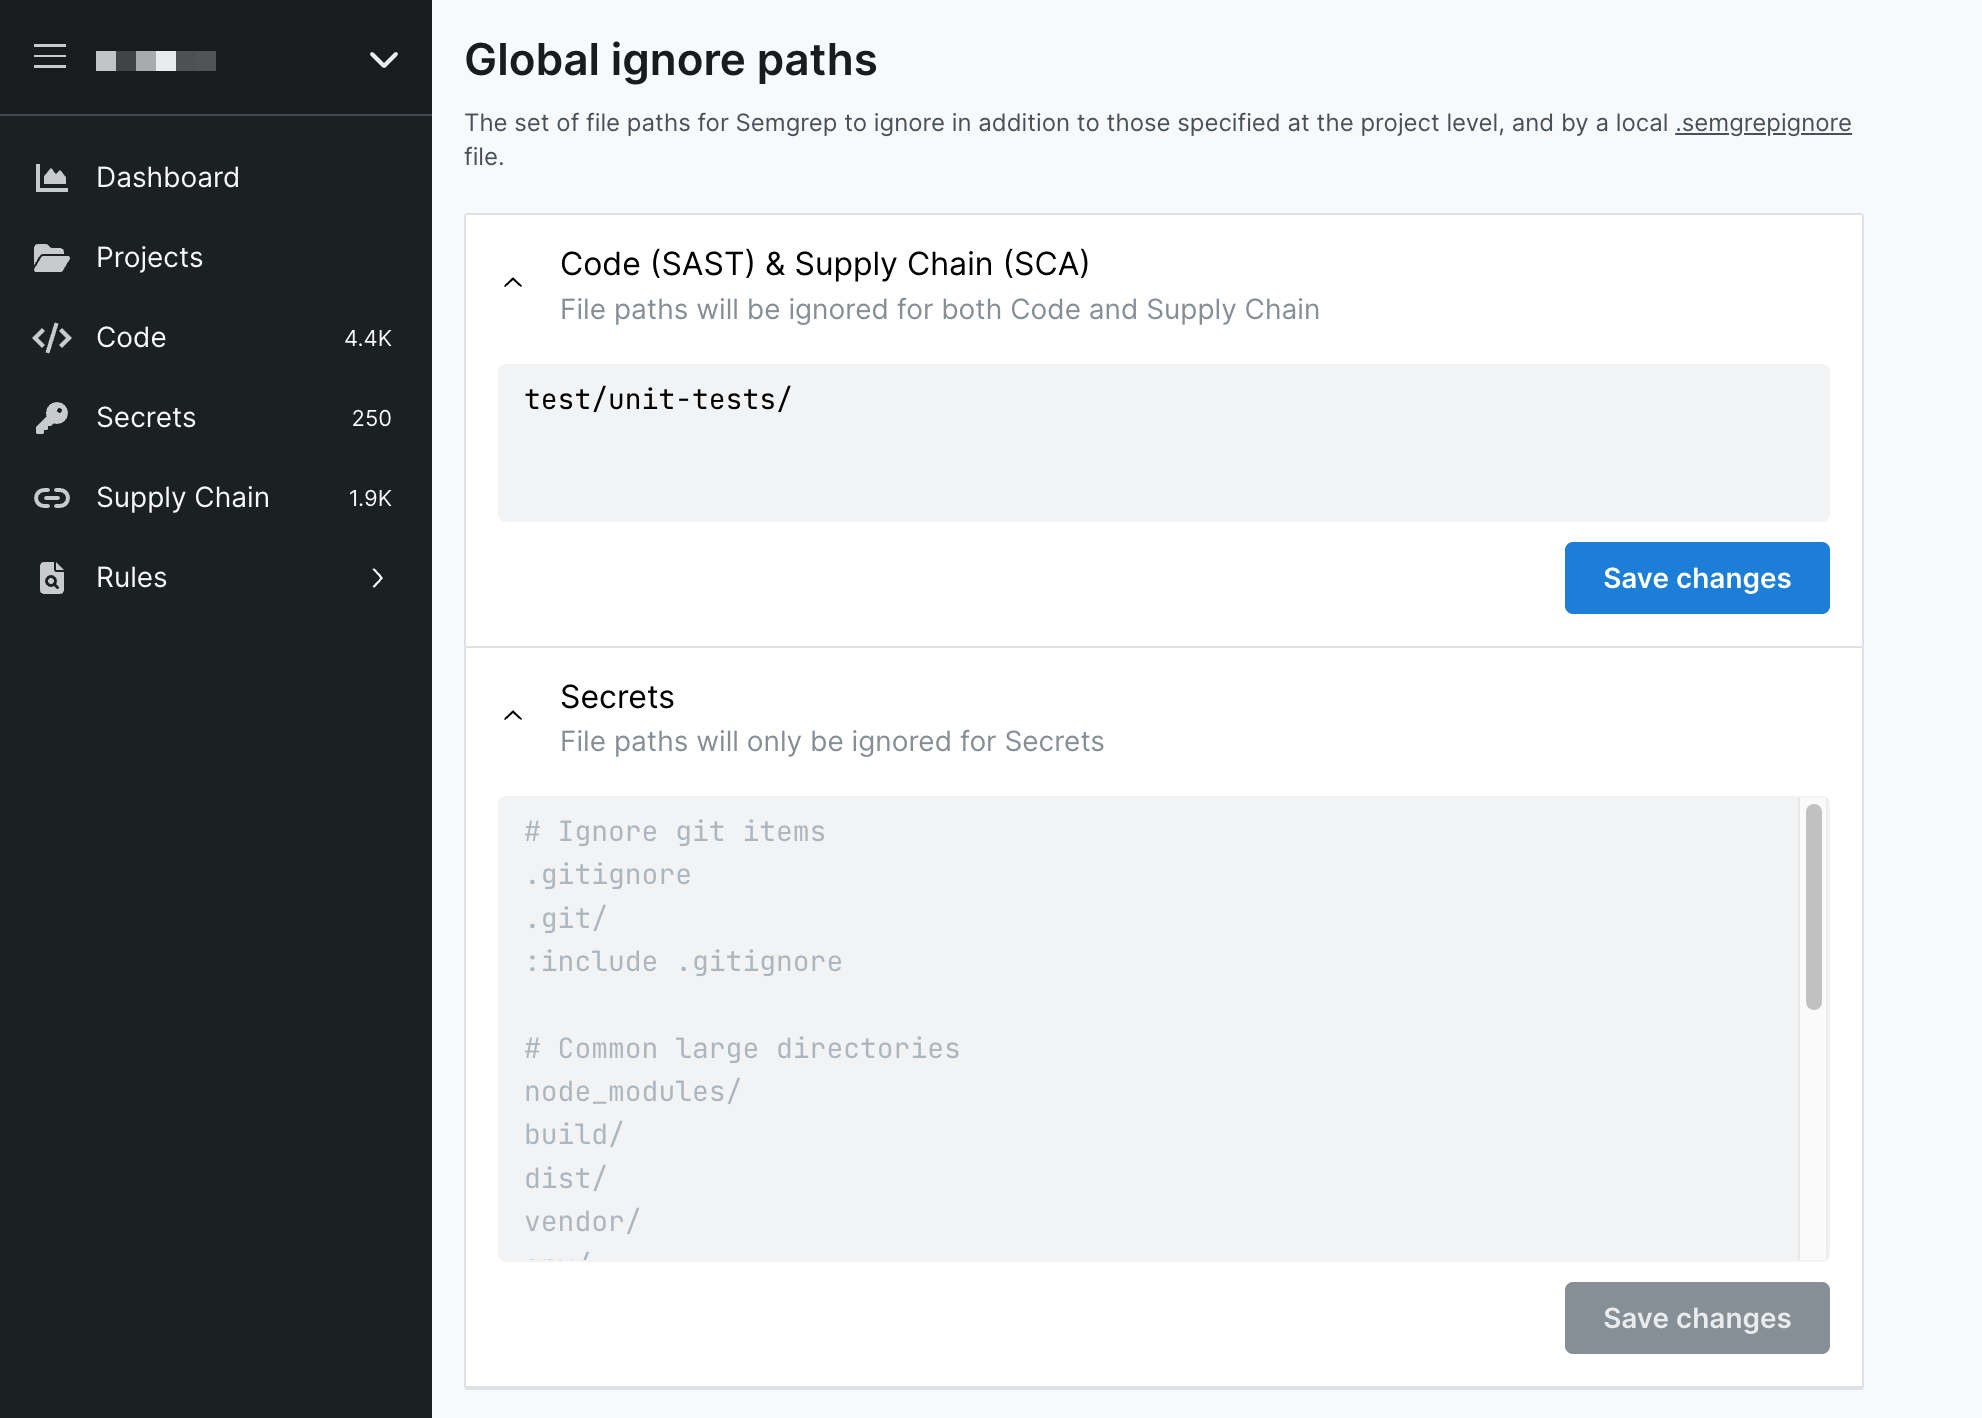 Dashboard
Projects
Code 4.4K
Secrets 250
Supply Chain 1.9K
Rules
Global ignore paths
The set of file paths for Semgrep to ignore in addition to those specified at the project level, and by a local .semgrepignore
file.
Code (SAST) & Supply Chain (SCA)
File paths will be ignored for both Code and Supply Chain
test/unit-tests/
Save changes
Secrets
File paths will only be ignored for Secrets
# Ignore git items
.gitignore
.git/
:include .gitignore
# Common large directories
node_modules/
build/
dist/
vendor/
Save changes